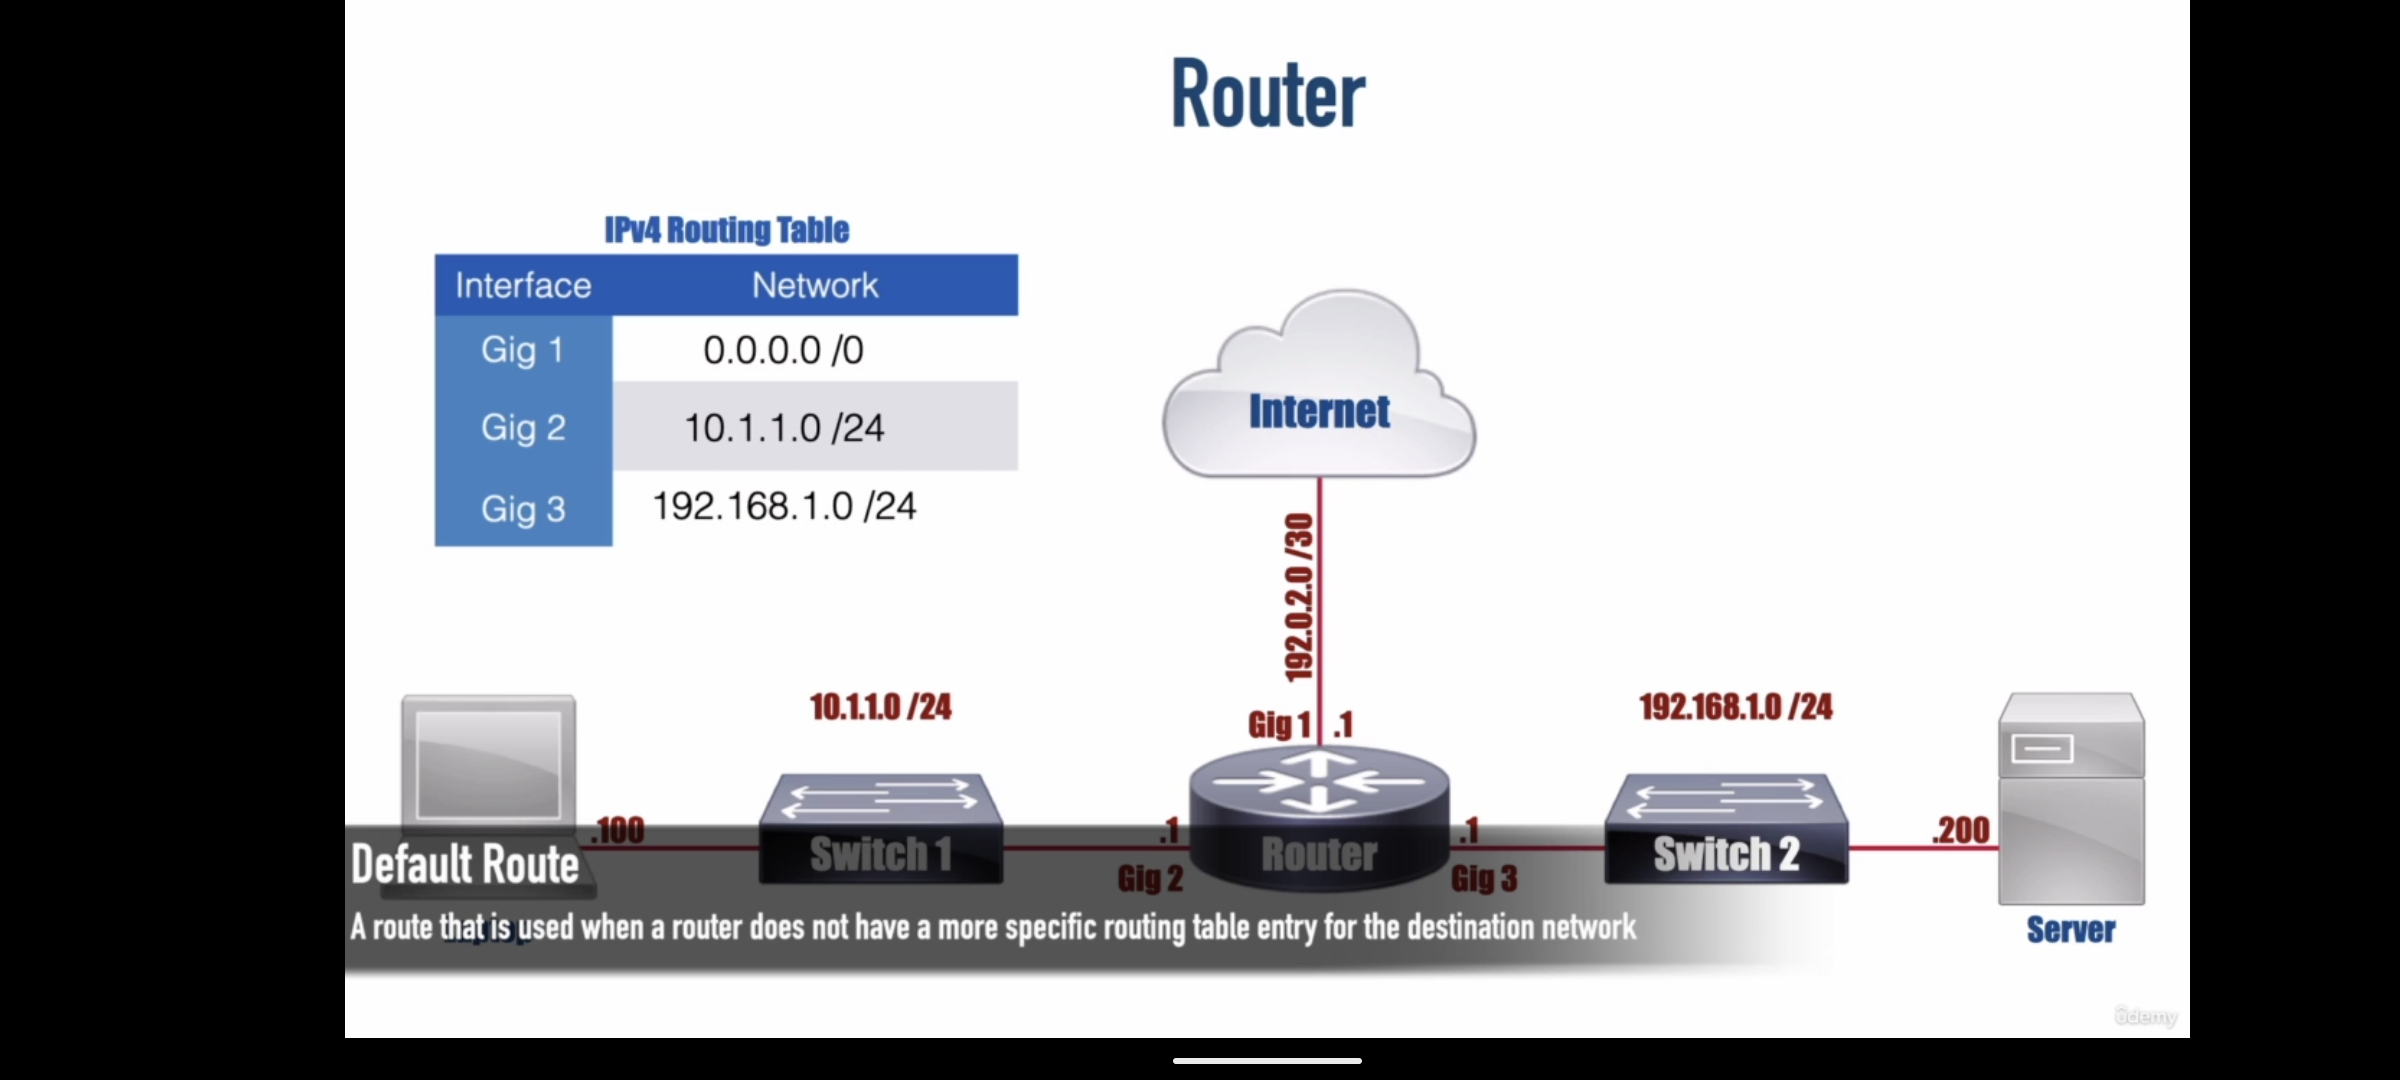 Router
IPv4 Routing Table
Interface Network
Gig 1 0.0.0.0 /0
Gig 2 10.1.1.0 /24
Gig 3 192.168.1.0 /24
Internet
192.0.2.0 /30
10.1.1.0 /24
Gig 1 .1
192.168.1.0 /24
.100
.1
.1
.200
Switch 1
Router
Switch 2
Gig 2
Gig 3
Default Route
A route that is used when a router does not have a more specific routing table entry for the destination network
Server
ûdemy